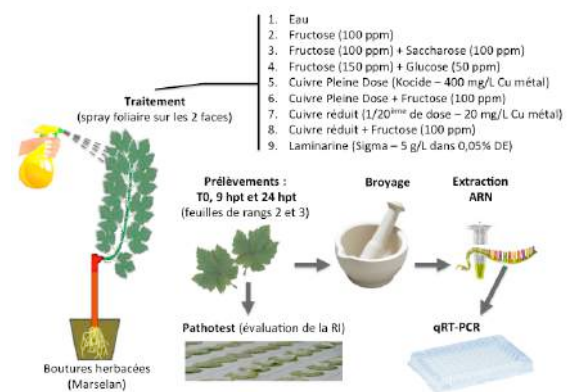 1. Eau
2. Fructose (100 ppm)
3. Fructose (100 ppm) + Saccharose (100 ppm)
4. Fructose (150 ppm) + Glucose (50 ppm)
5. Cuivre Pleine Dose (Kocide – 400 mg/L Cu métal)
6. Cuivre Pleine Dose + Fructose (100 ppm)
7. Cuivre réduit (1/20ième de dose – 20 mg/L Cu métal)
8. Cuivre réduit + Fructose (100 ppm)
9. Laminarine (Sigma – 5 g/L dans 0,05% DE)
Traitement
(spray foliaire sur les 2 faces)
Prélèvements :
T0, 9 hpt et 24 hpt
(feuilles de rangs 2 et 3)
Broyage
Extraction
ARN
Pathotest (évaluation de la RI)
qRT-PCR
Boutures herbacées
(Marselan)